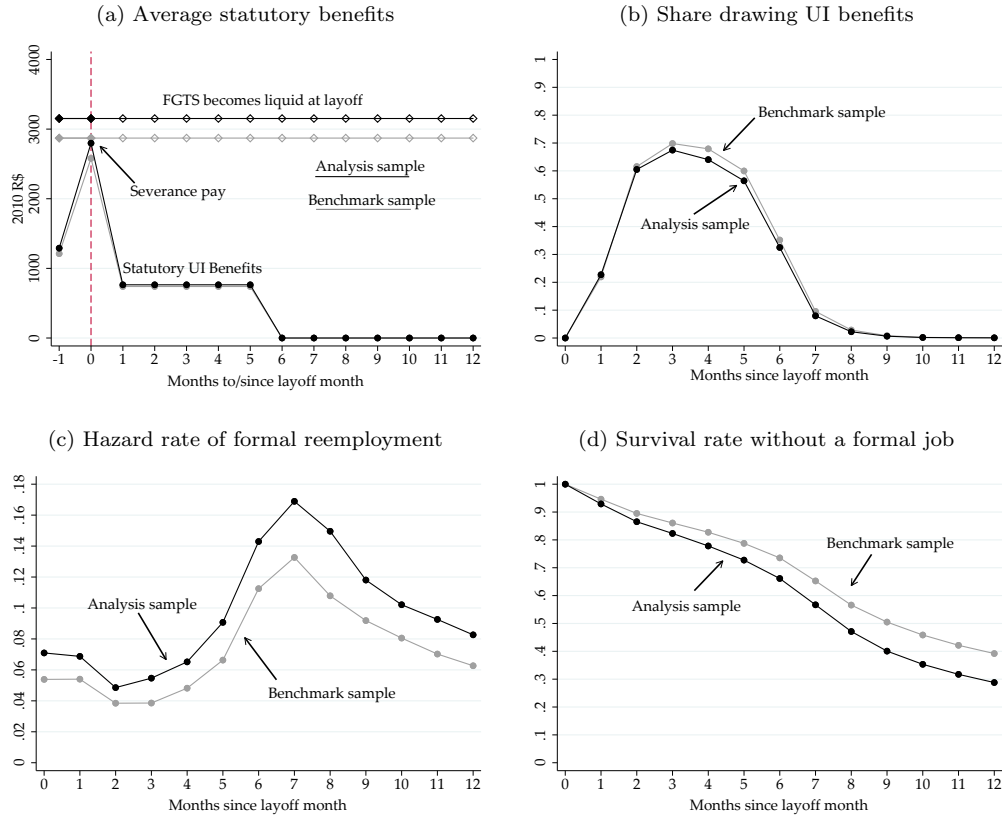 (a) Average statutory benefits
4000
3000
2000
1000
0
2010 R$
FGTS becomes liquid at layoff
Analysis sample
Severance pay
Benchmark sample
Statutory UI Benefits
-1 0 1 2 3 4 5 6 7 8 9 10 11 12
Months to/since layoff month
(b) Share drawing UI benefits
1
.9
.8
.7
.6
.5
.4
.3
.2
.1
0
Benchmark sample
Analysis sample
0 1 2 3 4 5 6 7 8 9 10 11 12
Months since layoff month
(c) Hazard rate of formal reemployment
.18
.16
.14
.12
.1
.08
.06
.04
.02
0
Analysis sample
Benchmark sample
0 1 2 3 4 5 6 7 8 9 10 11 12
Months since layoff month
(d) Survival rate without a formal job
1
.9
.8
.7
.6
.5
.4
.3
.2
.1
0
Benchmark sample
Analysis sample
0 1 2 3 4 5 6 7 8 9 10 11 12
Months since layoff month